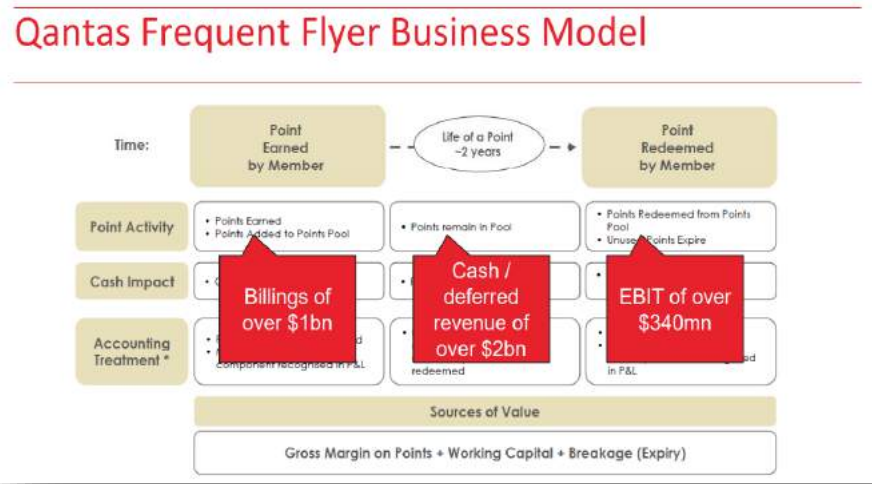 Qantas Frequent Flyer Business Model
Time:
Point
Earned
by Member
Life of a Point
~2 years
Point
Redeemed
by Member
Point Activity
• Points Earned
• Points Added to Points Pool
• Points remain in Pool
• Points Redeemed from Points
Pool
• Unused Points Expire
Cash Impact
Billings of
over $1bn
Cash /
deferred
revenue of
over $2bn
EBIT of over
$340mn
Accounting
Treatment *
component recognised in P&L
redeemed
in P&L
Sources of Value
Gross Margin on Points + Working Capital + Breakage (Expiry)